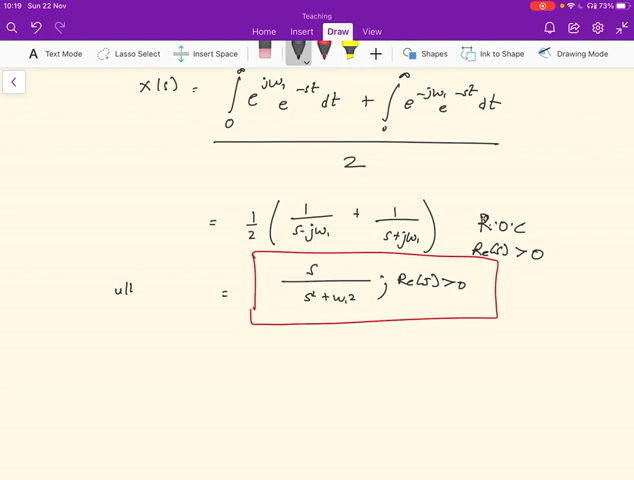 10:19 Sun 22 Nov
73%
Teaching
Home Insert Draw View
A Text Mode Lasso Select Insert Space Shapes Ink to Shape Drawing Mode
X(s) = ∫₀^∞ e^jω₁ e^-st dt + ∫₀^∞ e^-jω₁ e^-st dt
2
= 1/2 ( 1/(s-jω₁) + 1/(s+jω₁) ) R.O.C
Re[s] > 0
= s/(s² + ω₁²) ; Re[s] > 0